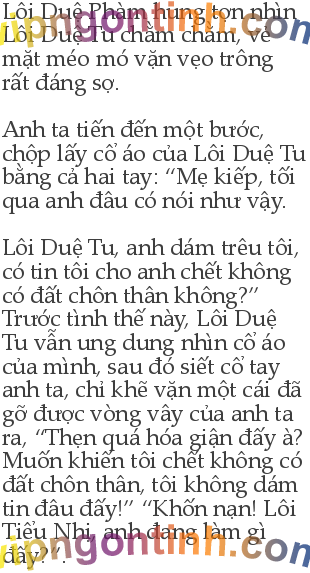 Lôi Duệ Phàm hung tợn nhìn
Lôi Duệ Tu chằm chằm, vẻ
mặt méo mó vặn vẹo trông
rất đáng sợ.
Anh ta tiến đến một bước,
chộp lấy cổ áo của Lôi Duệ Tu
bằng cả hai tay: “Mẹ kiếp, tối
qua anh đâu có nói như vậy.
Lôi Duệ Tu, anh dám trêu tôi,
có tin tôi cho anh chết không
có đất chôn thân không?”
Trước tình thế này, Lôi Duệ
Tu vẫn ung dung nhìn cổ áo
của mình, sau đó siết cổ tay
anh ta, chỉ khẽ vặn một cái đã
gỡ được vòng vây của anh ta
ra, “Thẹn quá hóa giận đấy à?
Muốn khiến tôi chết không có
đất chôn thân, tôi không dám
tin đâu đấy!” “Khốn nạn! Lôi
Tiểu Nhị, anh đang làm gì
đấy?”.
vipngontinh.com
vipngontinh.com